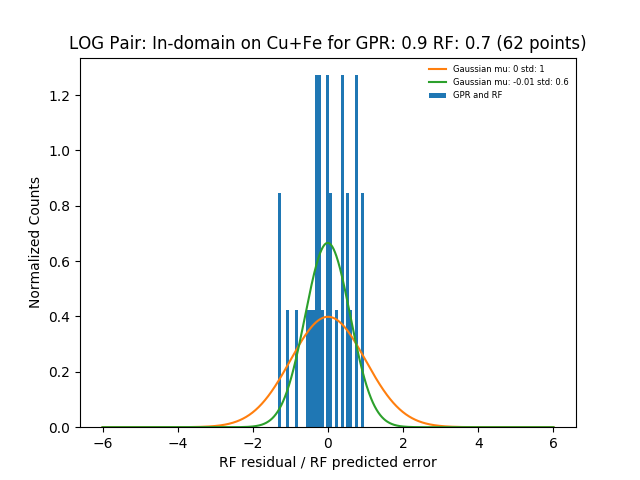 LOG Pair: In-domain on Cu+Fe for GPR: 0.9 RF: 0.7 (62 points)
Gaussian mu: 0 std: 1
Gaussian mu: -0.01 std: 0.6
GPR and RF
Normalized Counts
1.2
1.0
0.8
0.6
0.4
0.2
0.0
−6 −4 −2 0 2 4 6
RF residual / RF predicted error